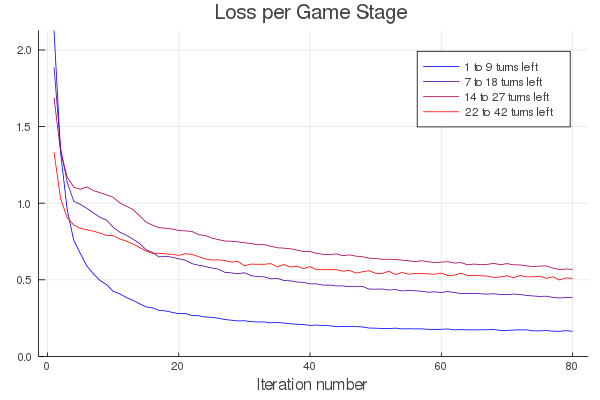 Loss per Game Stage
2.0
1.5
1.0
0.5
0.0
0
20
40
60
80
Iteration number
1 to 9 turns left
7 to 18 turns left
14 to 27 turns left
22 to 42 turns left